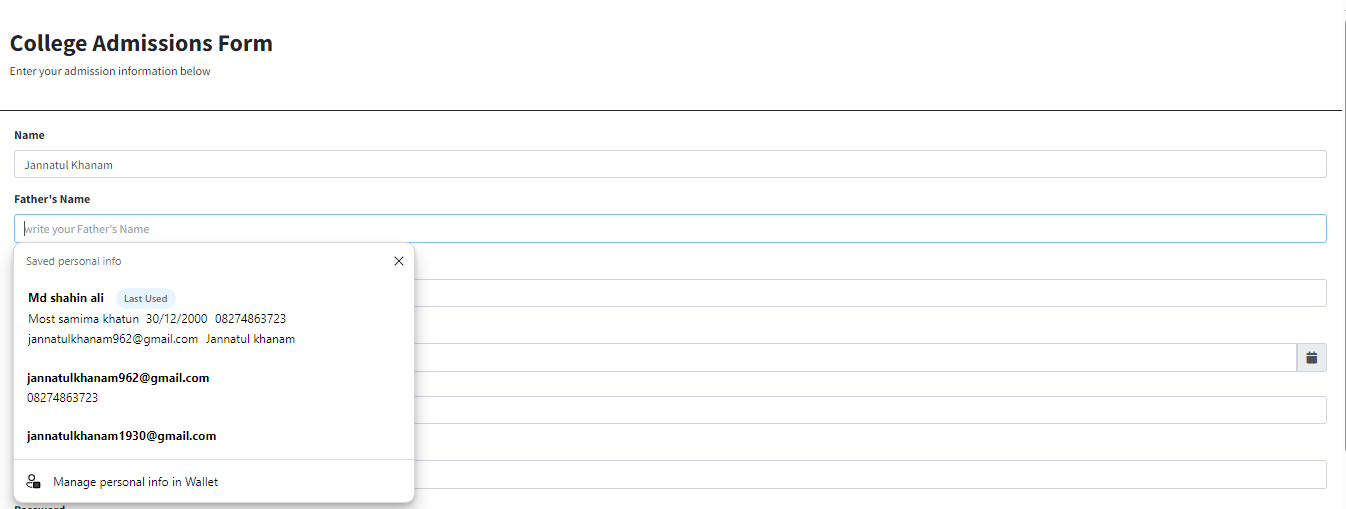 College Admissions Form
Enter your admission information below
Name
Jannatul Khanam
Father's Name
write your Father's Name
Saved personal info
Md shahin ali Last Used
Most samima khatun 30/12/2000 08274863723
jannatulkhanam962@gmail.com Jannatul khanam
jannatulkhanam962@gmail.com
08274863723
jannatulkhanam1930@gmail.com
Manage personal info in Wallet
Password